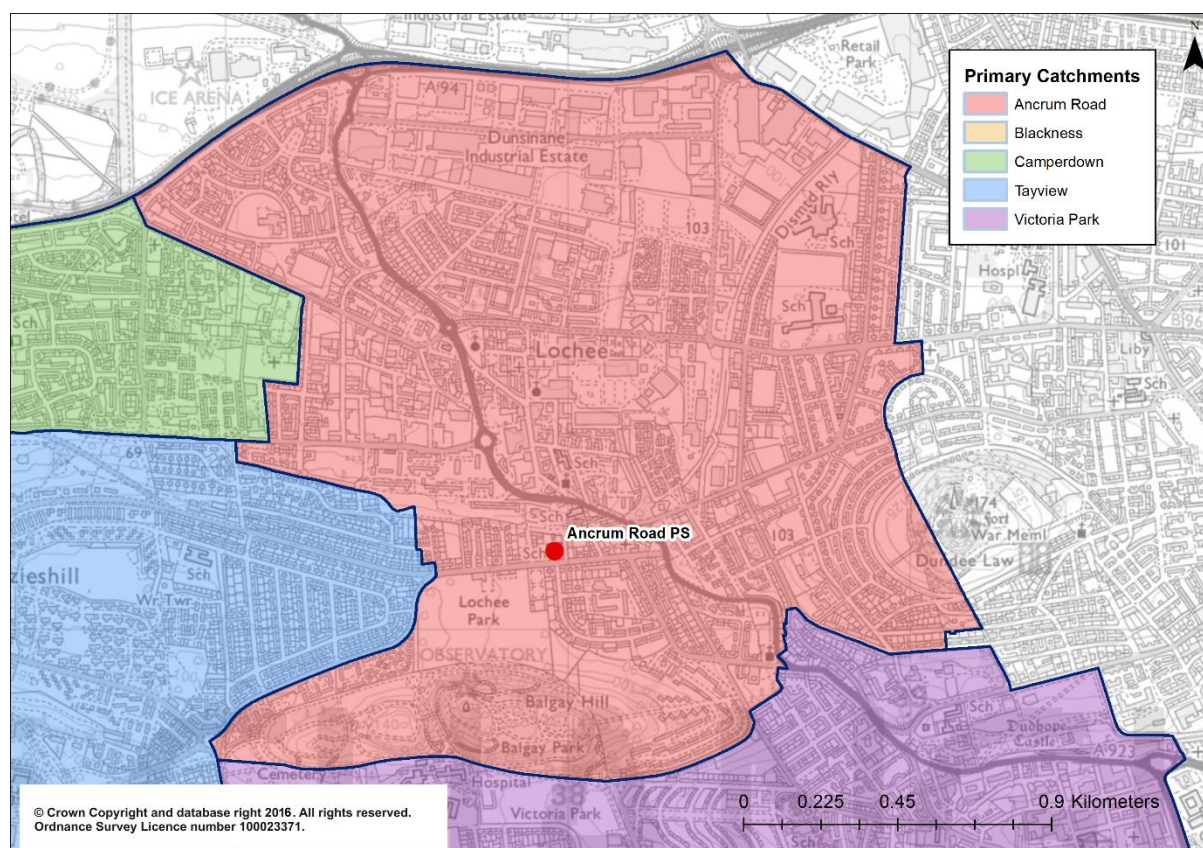 Industrial Estate
Retail
Park
N
ICE ARENA
A 94
Dunsinane
Industrial Estate
Primary Catchments
Ancrum Road
Blackness
Camperdown
Tayview
Victoria Park
Dismtd Rly
Sch
103
101
Hospl
Sch
Sch
Lochee
Liby
Sch
69
Sch
174
Fort
War Meml
Sch
Ancrum Road PS
Sch
103
Dundee Law
zieshill
Sch
Wr Twr
Lochee
Park
OBSERVATORY
Balgay Hill
Balgay Park
Sch
Dudhope
Castle
A 923
Cemetery
Hospital
Victoria Park
© Crown Copyright and database right 2016. All rights reserved.
Ordnance Survey Licence number 100023371.
0 0.225 0.45 0.9 Kilometers